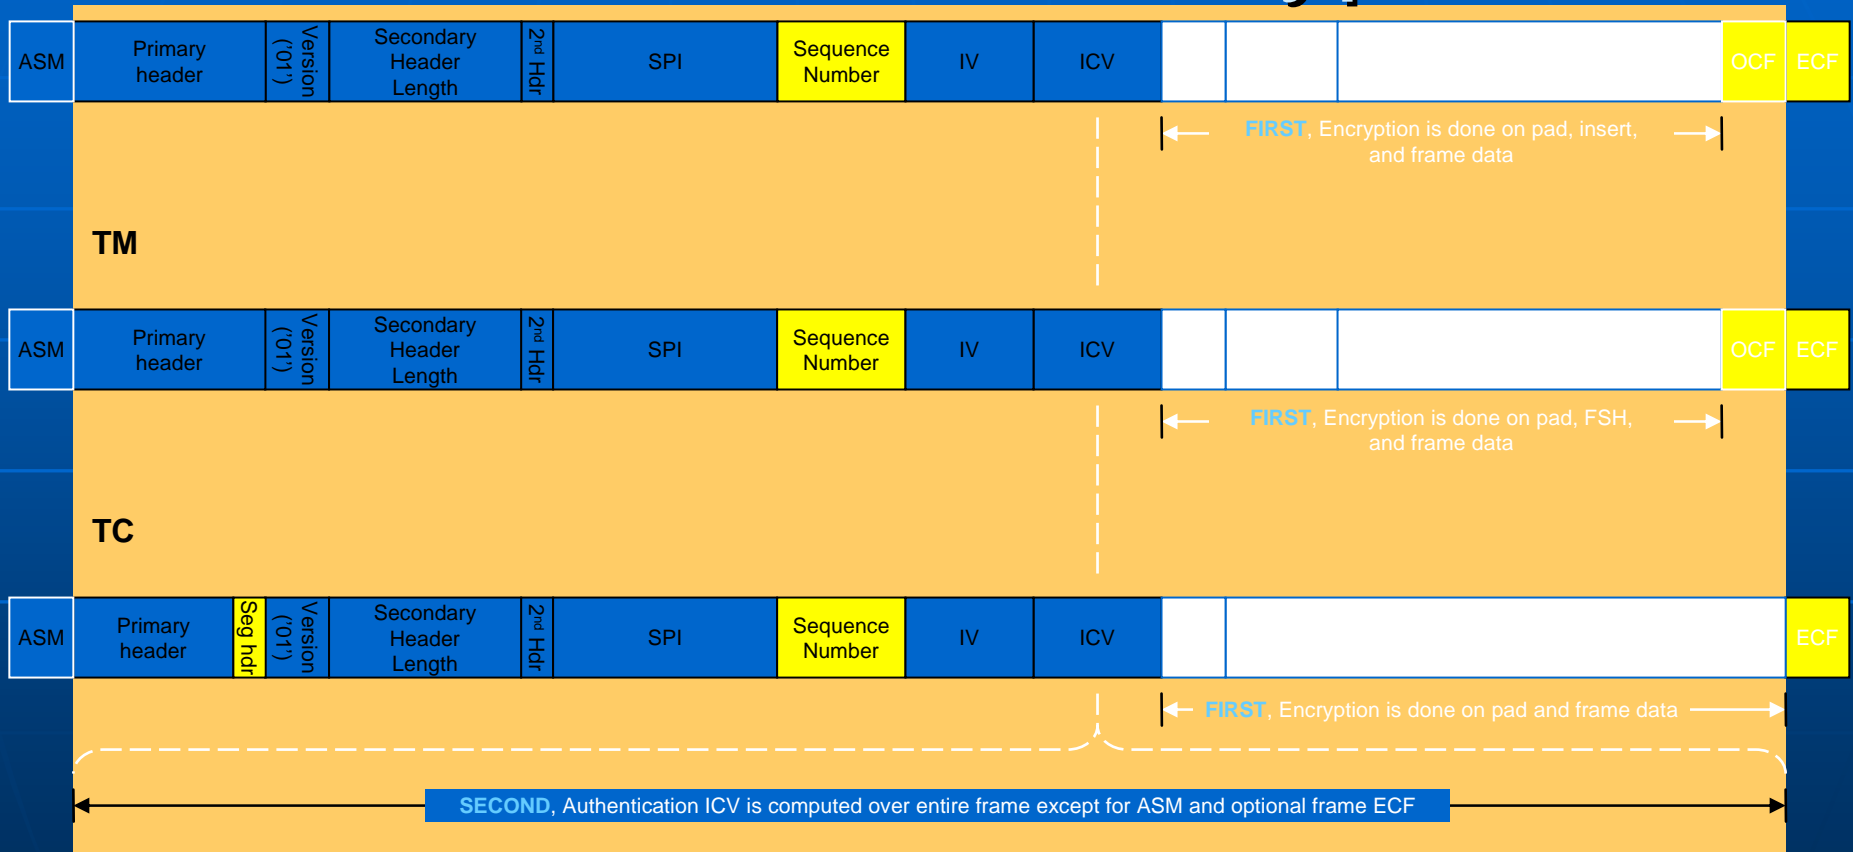 ASM
Primary
header
Version
('01')
Secondary
Header
Length
2nd Hdr
SPI
Sequence
Number
IV
ICV
OCF
ECF
FIRST, Encryption is done on pad, insert,
and frame data
TM
ASM
Primary
header
Version
('01')
Secondary
Header
Length
2nd Hdr
SPI
Sequence
Number
IV
ICV
OCF
ECF
FIRST, Encryption is done on pad, FSH,
and frame data
TC
ASM
Primary
header
Seg hdr
Version
('01')
Secondary
Header
Length
2nd Hdr
SPI
Sequence
Number
IV
ICV
ECF
FIRST, Encryption is done on pad and frame data
SECOND, Authentication ICV is computed over entire frame except for ASM and optional frame ECF